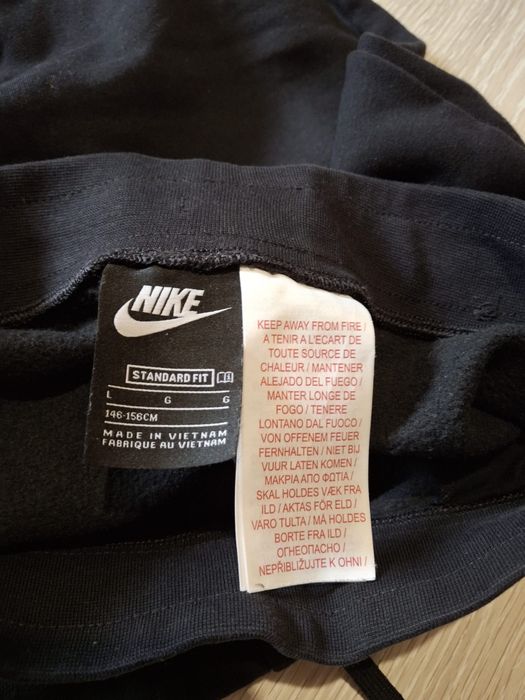 NIKE
STANDARD FIT
L G G
146-156CM
MADE IN VIETNAM
FABRIQUE AU VIETNAM
KEEP AWAY FROM FIRE /
A TENIR A L'ECART DE
TOUTE SOURCE DE
CHALEUR / MANTENER
ALEJADO DEL FUEGO /
MANTER LONGE DE
FOGO / TENERE
LONTANO DAL FUOCO /
VON OFFENEM FEUER
FERNHALTEN / NIET BIJ
VUUR LATEN KOMEN /
ΜΑΚΡΙΑ ΑΠΟ ΦΩΤΙΑ /
SKAL HOLDES VÆK FRA
ILD / AKTAS FÖR ELD /
VARO TULTA / MÅ HOLDES
BORTE FRA ILD /
ОГНЕОПАСНО /
NEPŘIBLIŽUJTE K OHNI /